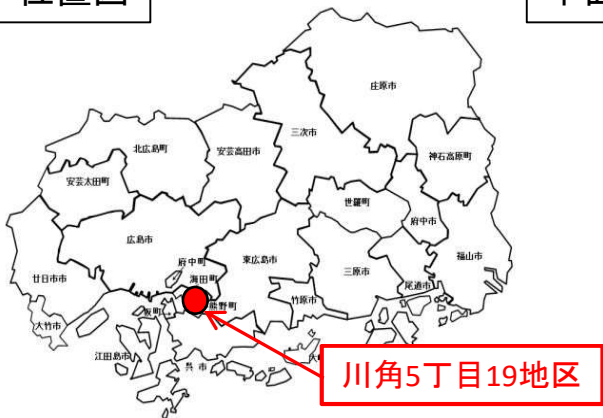 位置図
庄原市
三次市
北広島町
安芸高田市
神石高原町
安芸太田町
世羅町
府中市
広島市
府中町
東広島市
三原市
福山市
廿日市市
海田町
尾道市
熊野町
竹原市
坂町
大竹市
江田島市
呉市
川角5丁目19地区